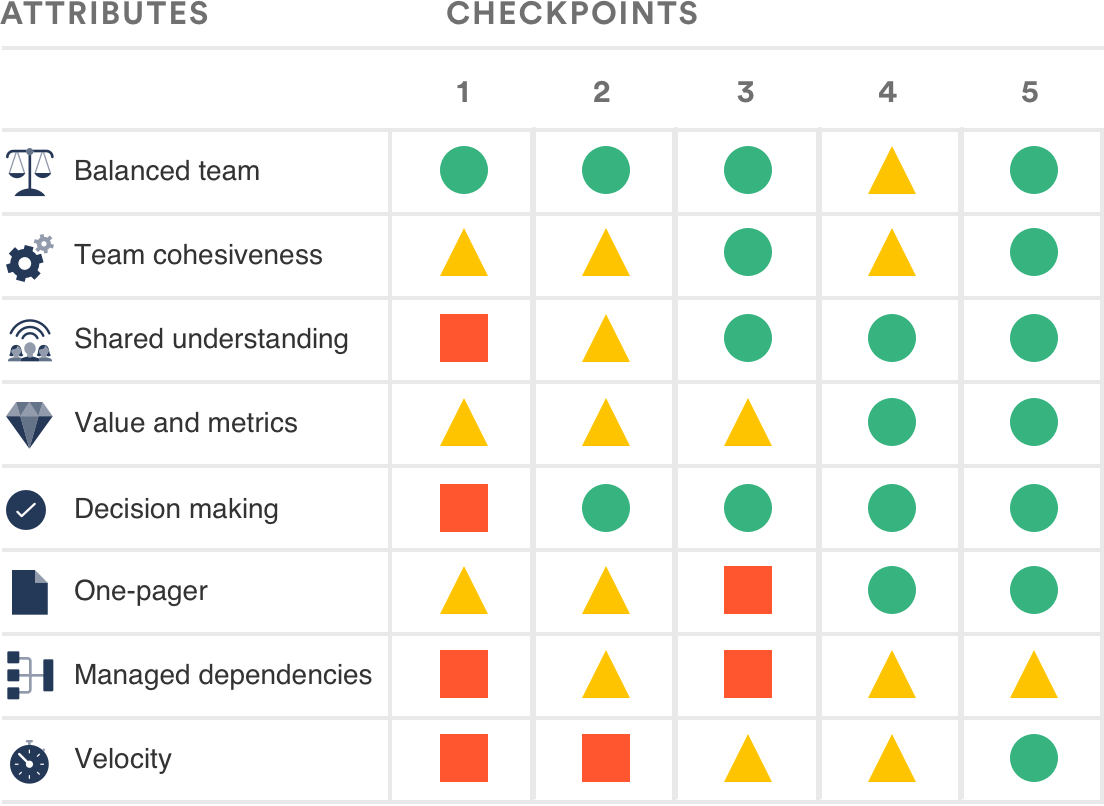 ATTRIBUTES CHECKPOINTS
1 2 3 4 5
Balanced team
Team cohesiveness
Shared understanding
Value and metrics
Decision making
One-pager
Managed dependencies
Velocity